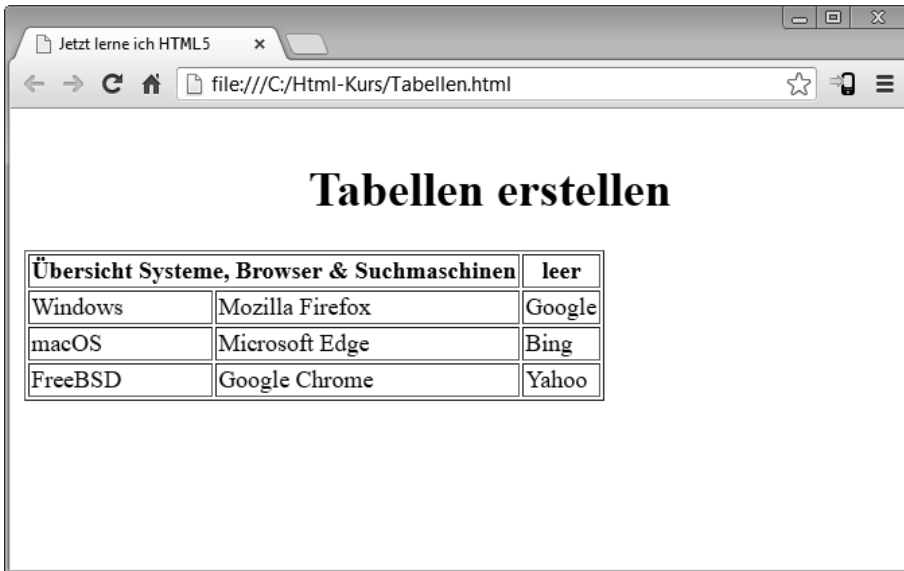 Jetzt lerne ich HTML5
file:///C:/Html-Kurs/Tabellen.html
Tabellen erstellen
Übersicht Systeme, Browser & Suchmaschinen leer
Windows Mozilla Firefox Google
macOS Microsoft Edge Bing
FreeBSD Google Chrome Yahoo